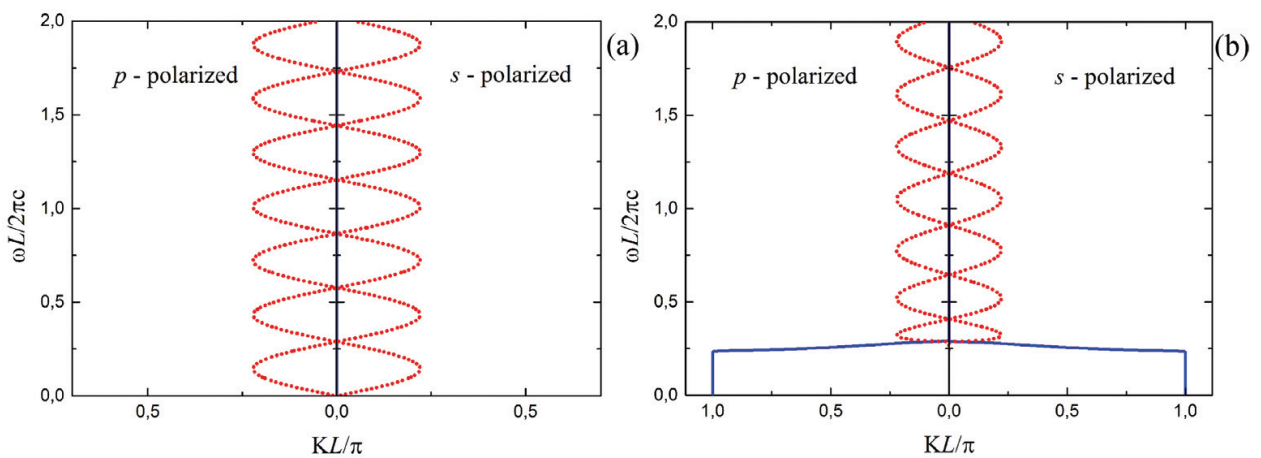 2,0
1,5
1,0
0,5
0,0
ωL/2πc
p - polarized
s - polarized
0,5
0,0
0,5
KL/π
(a)
2,0
1,5
1,0
0,5
0,0
ωL/2πc
p - polarized
s - polarized
1,0
0,5
0,0
0,5
1,0
KL/π
(b)